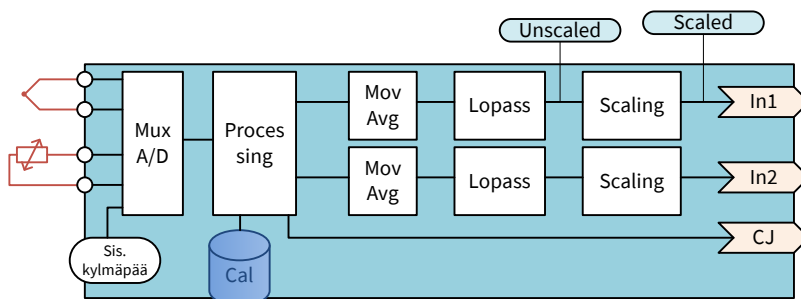 Unscaled
Scaled
Mux
A/D
Proces
sing
Mov
Avg
Lopass
Scaling
In1
Mov
Avg
Lopass
Scaling
In2
CJ
Sis.
kylmäpää
Cal